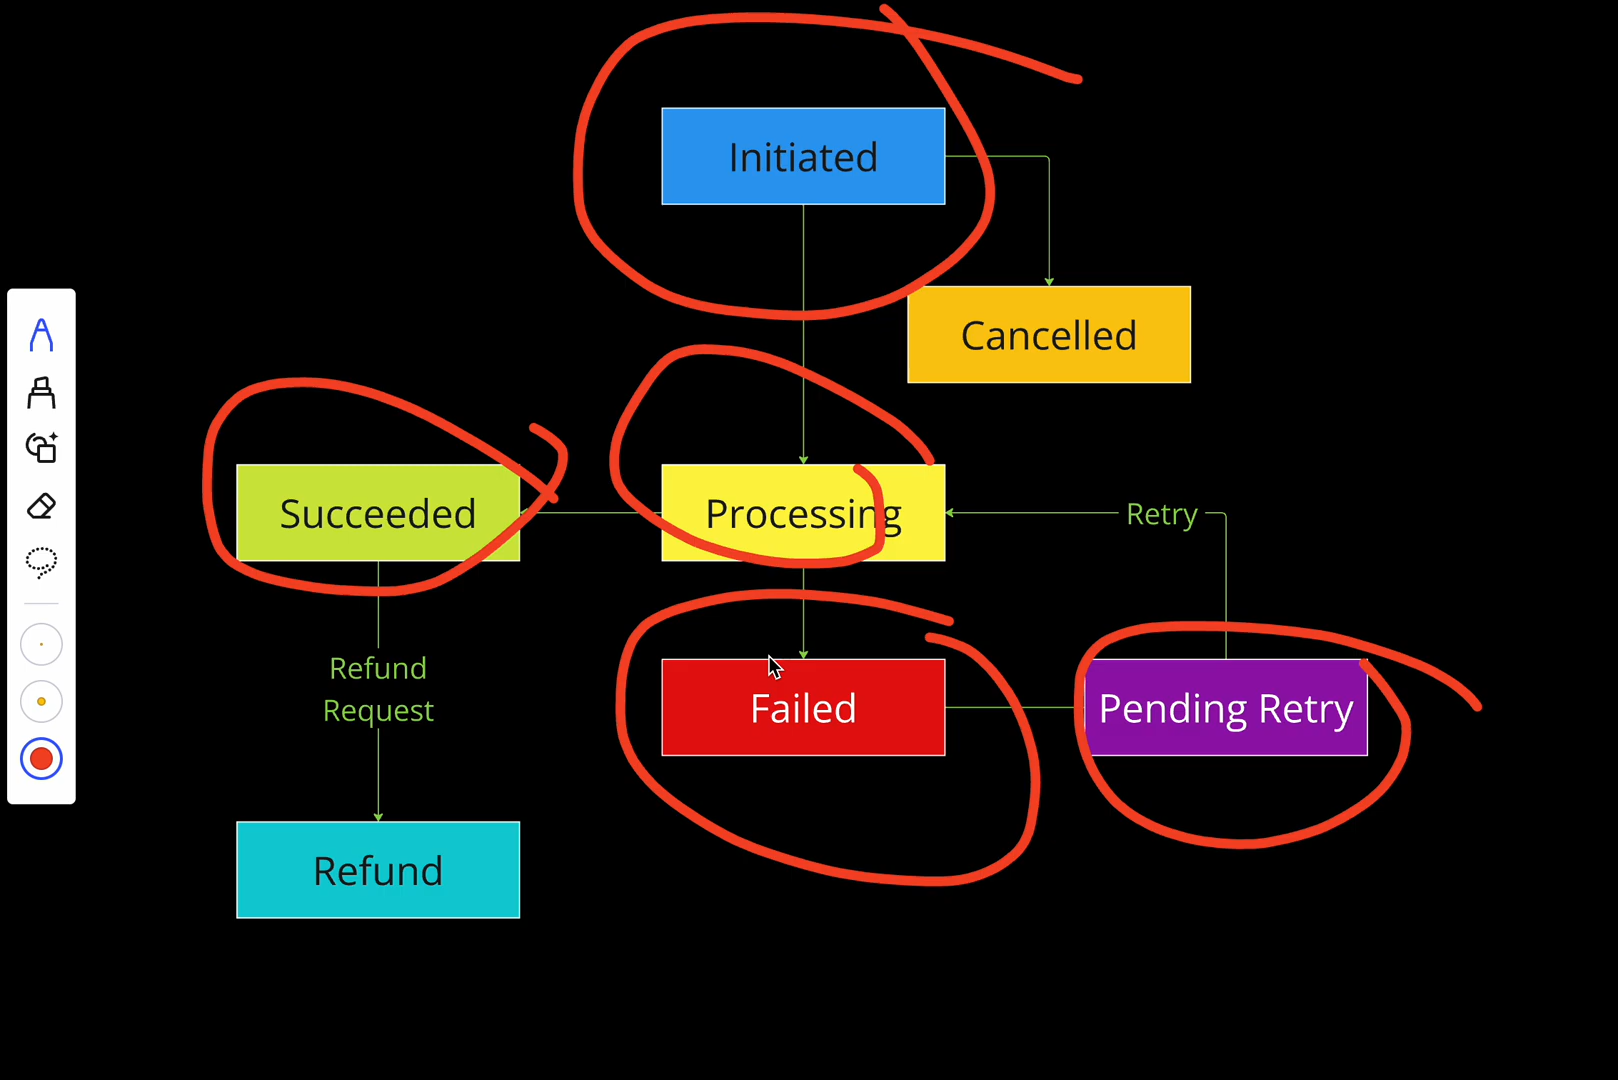 Initiated
Cancelled
Succeeded
Processing
Retry
Refund
Request
Failed
Pending Retry
Refund